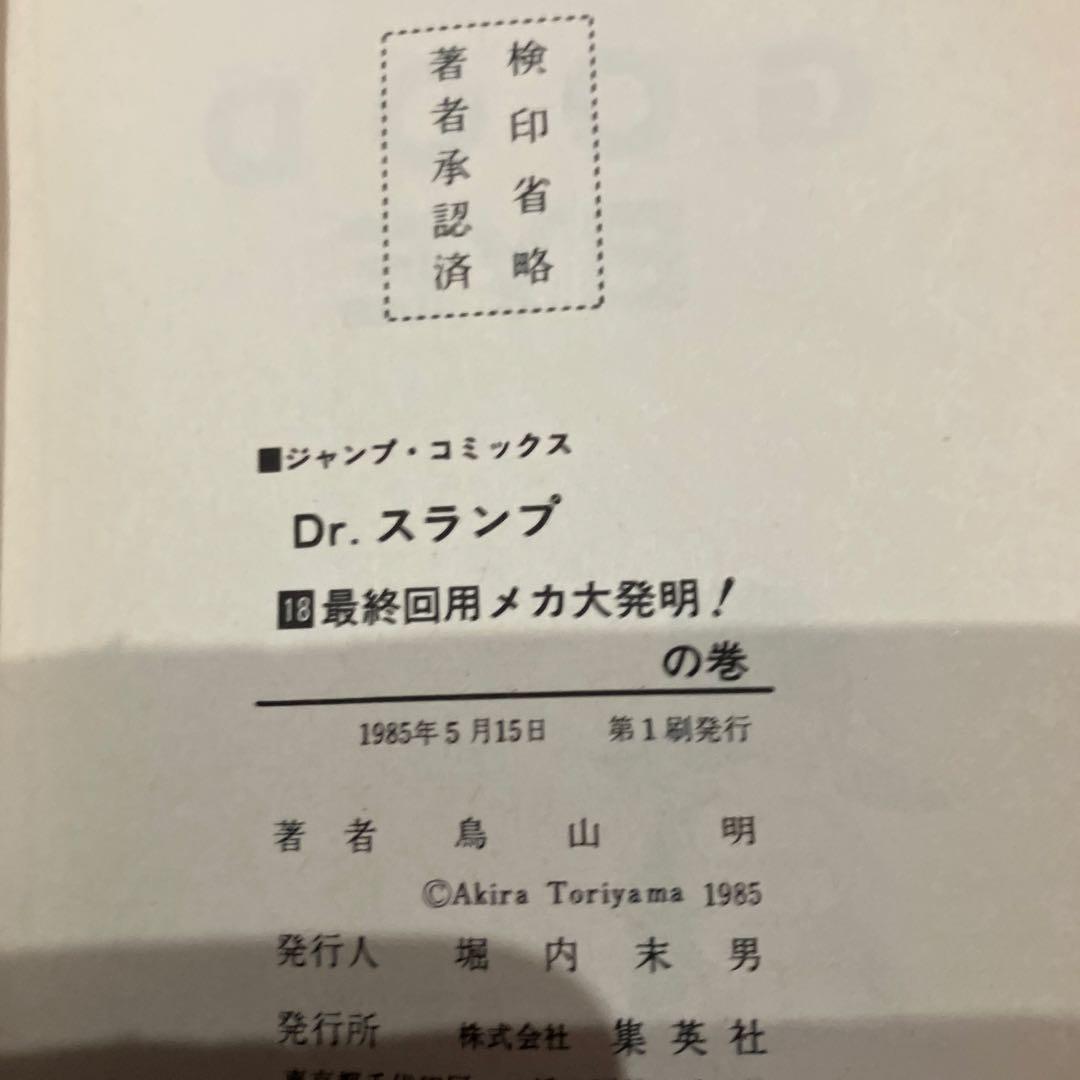 検印省略
著者承認済
■ジャンプ・コミックス
Dr.スランプ
18最終回用メカ大発明!
の巻
1985年5月15日 第1刷発行
著者 鳥山明
©Akira Toriyama 1985
発行人 堀内末男
発行所 株式会社 集英社